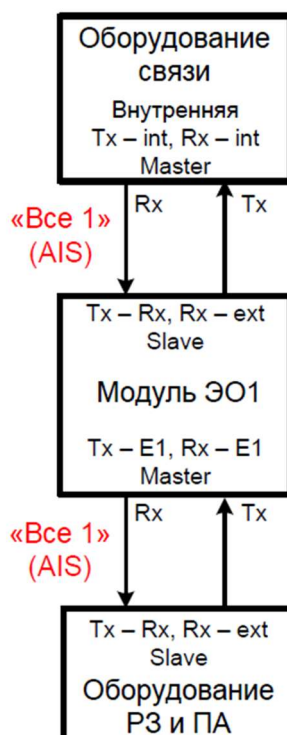 Оборудование
связи
Внутренняя
Tx – int, Rx – int
Master
«Все 1»
(AIS)
Rx
Tx
Tx – Rx, Rx – ext
Slave
Модуль ЭО1
Tx – E1, Rx – E1
Master
«Все 1»
(AIS)
Rx
Tx
Tx – Rx, Rx – ext
Slave
Оборудование
РЗ и ПА